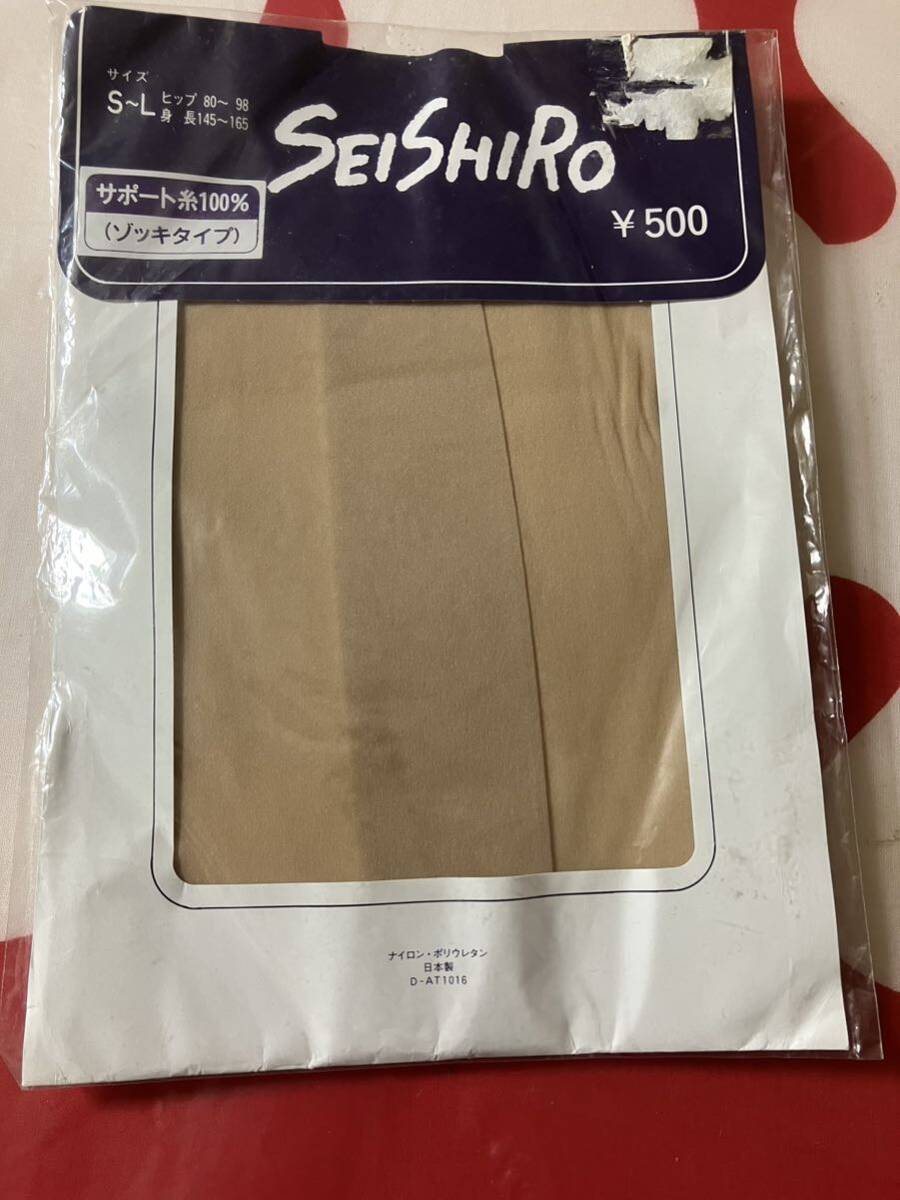 サイズ
S~L ヒップ 80~ 98
身 長145~165
SEISHIRO
サポート糸100%
(ゾッキタイプ)
¥500
ナイロン・ポリウレタン
日本製
D-AT1016